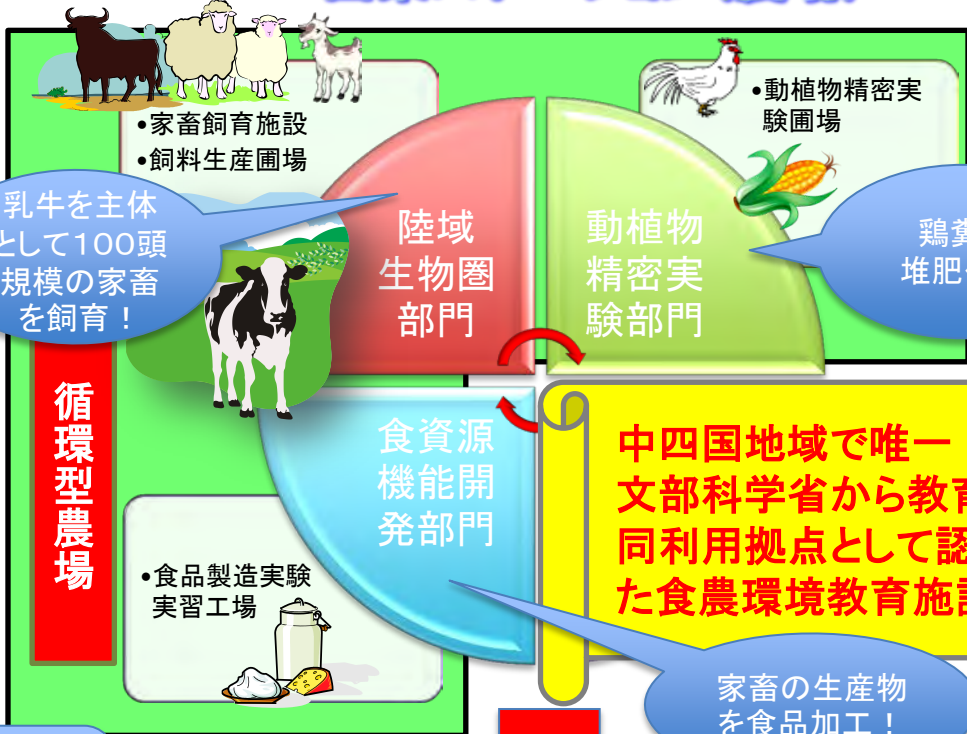 •家畜飼育施設
•飼料生産圃場
•動植物精密実
験圃場
乳牛を主体
として100頭
規模の家畜
を飼育！
陸域
生物圏
部門
動植物
精密実
験部門
鶏糞
堆肥
循環型農場
食資源
機能開
発部門
中四国地域で唯一
文部科学省から教育
同利用拠点として認
た食農環境教育施設
•食品製造実験
実習工場
家畜の生産物
を食品加工！